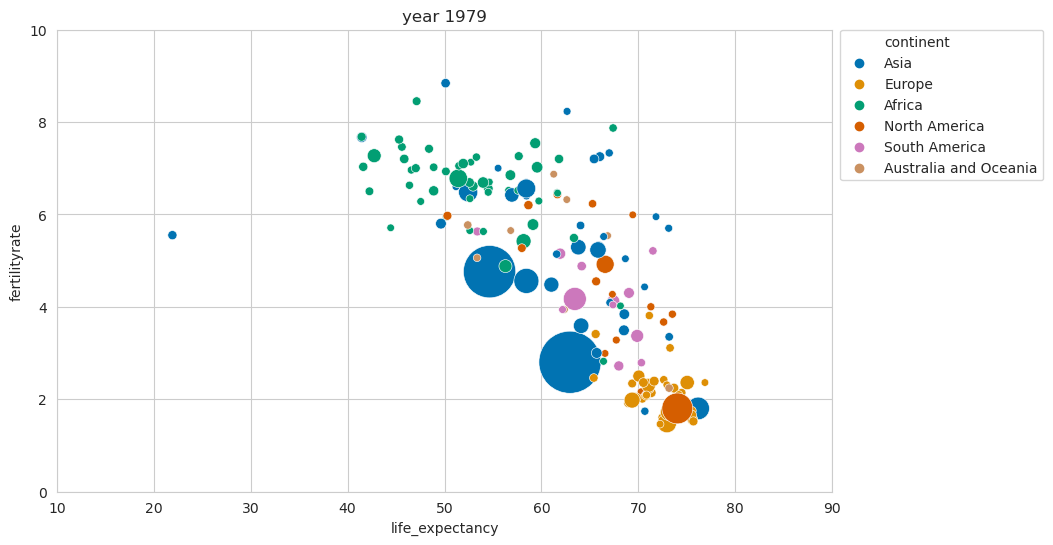 year 1979
continent
Asia
Europe
Africa
North America
South America
Australia and Oceania
fertilityrate
10
8
6
4
2
0
10 20 30 40 50 60 70 80 90
life_expectancy